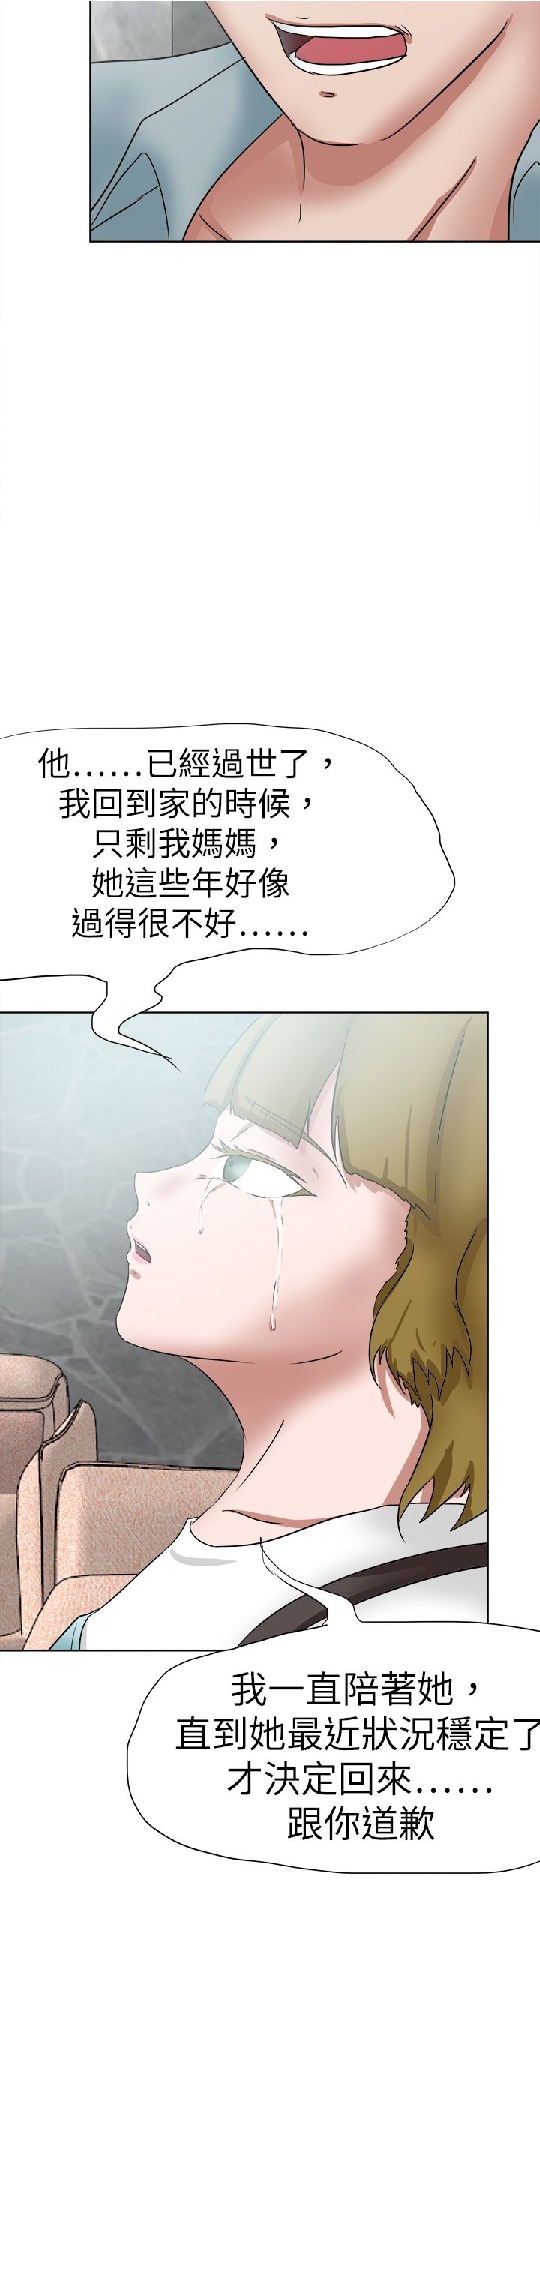 他......已經過世了，
我回到家的時候，
只剩我媽媽，
她這些年好像
過得很不好......
我一直陪著她，
直到她最近狀況穩定了
才決定回來......
跟你道歉